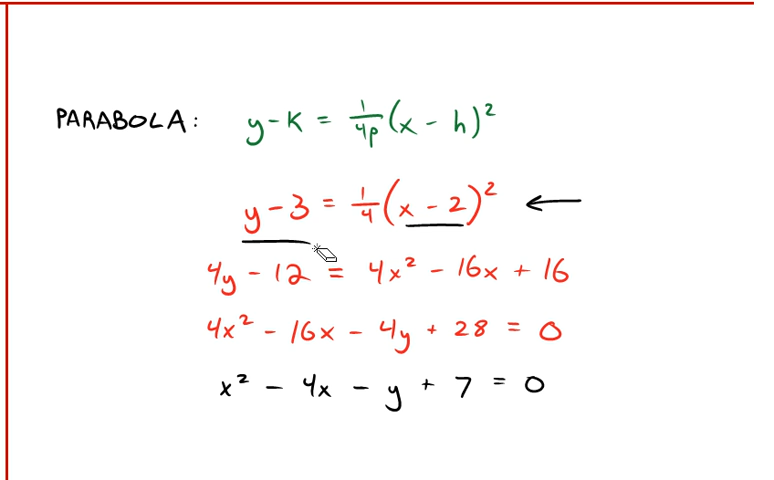 PARABOLA: y - k = 1/4p (x - h)²
y - 3 = 1/4 (x - 2)² ←
4y - 12 = 4x² - 16x + 16
4x² - 16x - 4y + 28 = 0
x² - 4x - y + 7 = 0